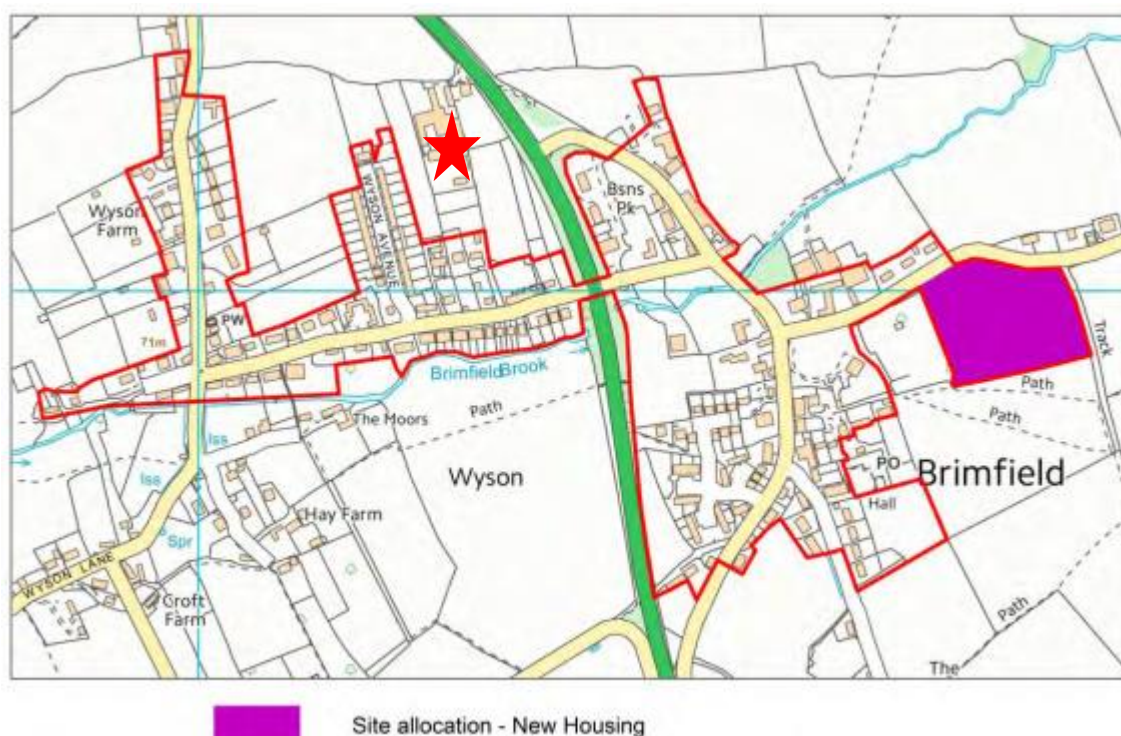 Wyson
Farm
WYSON AVENUE
Bsns
Pk
PW
71m
Brimfield Brook
Path
The Moors
Iss
Iss
Wyson
Hay Farm
Spr
WYSON LANE
Croft
Farm
Track
Path
Path
PO
Brimfield
Hall
Path
The
Site allocation - New Housing